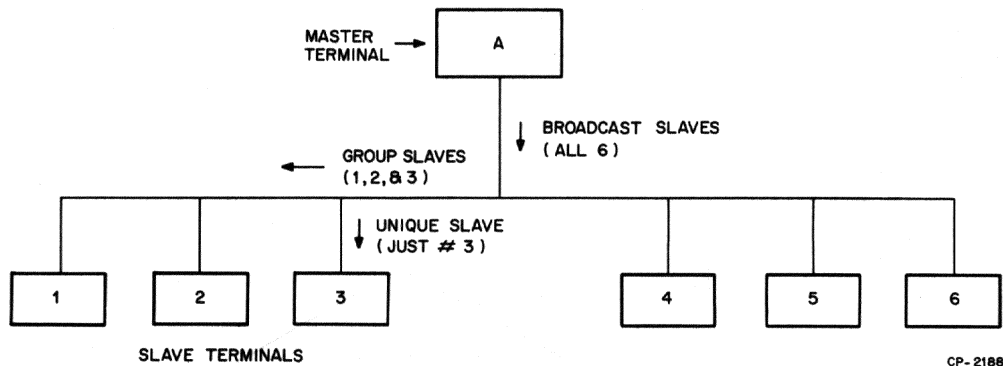 MASTER
TERMINAL
A
BROADCAST SLAVES
(ALL 6)
GROUP SLAVES
(1,2,& 3)
UNIQUE SLAVE
(JUST # 3)
1
2
3
4
5
6
SLAVE TERMINALS
CP-2188